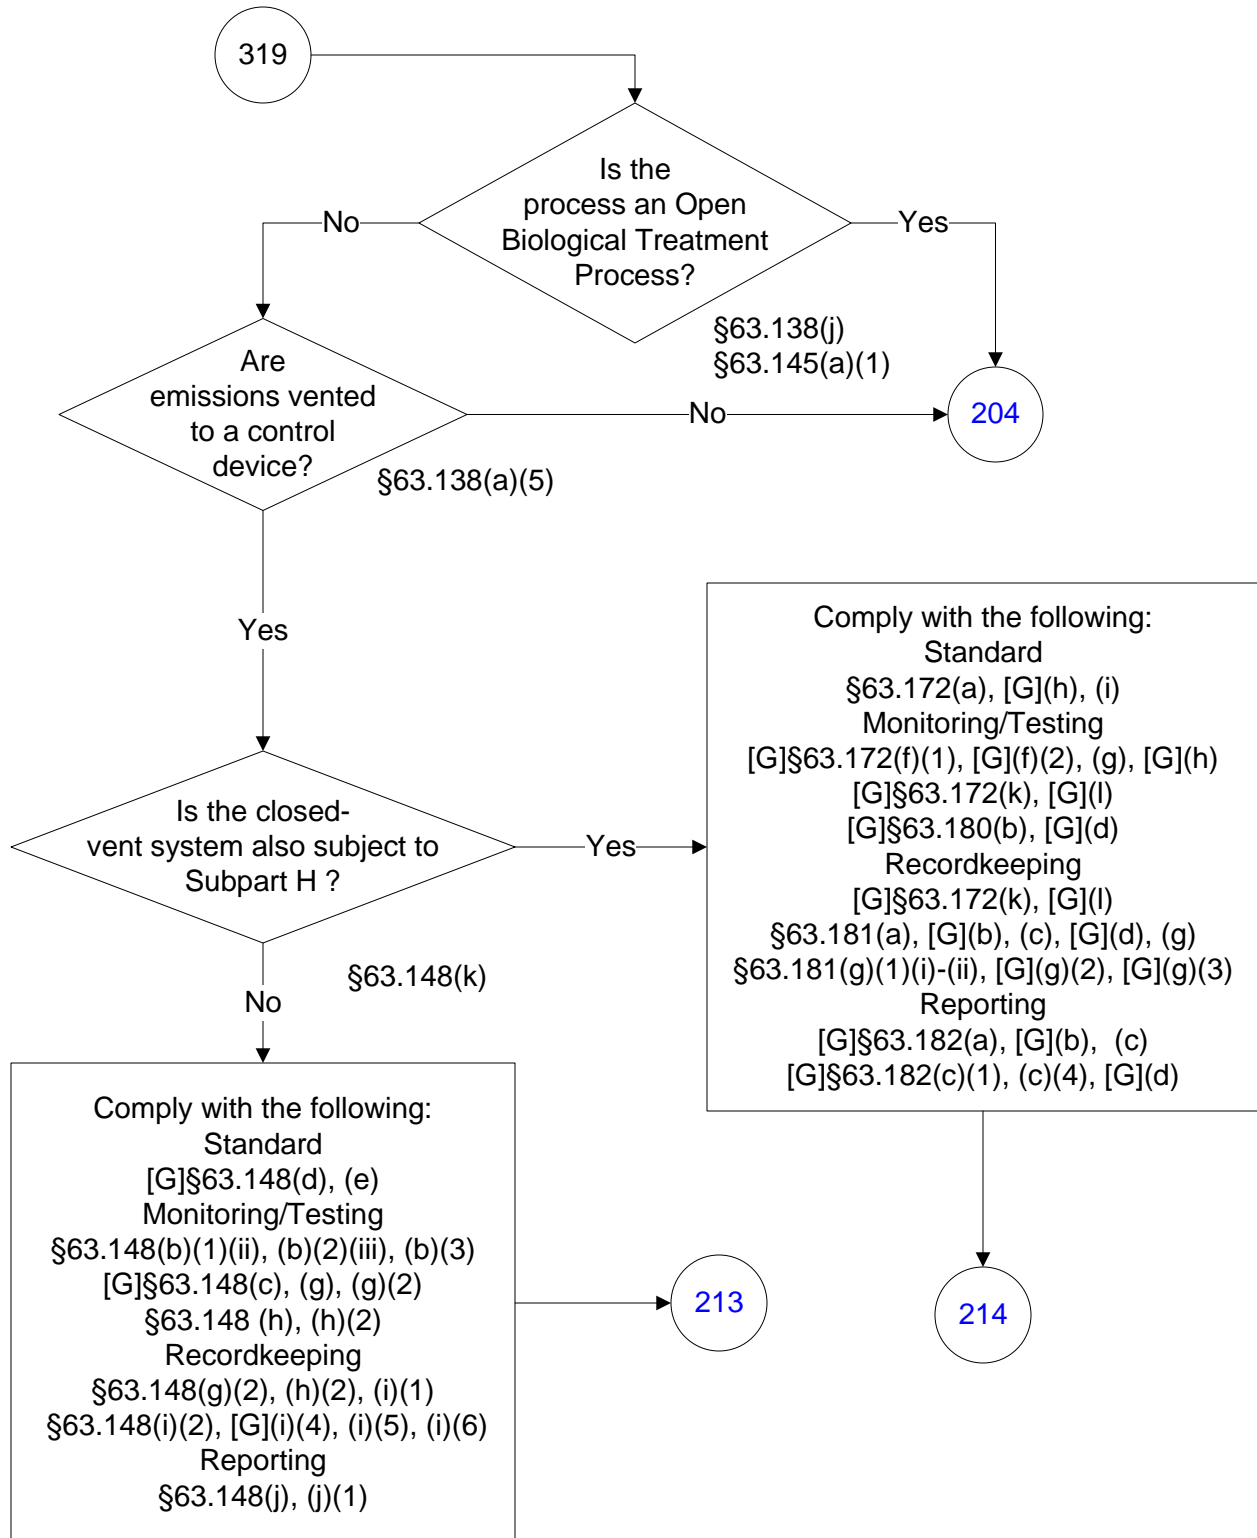 319
Is the
process an Open
Biological Treatment
Process?
No
Yes
§63.138(j)
§63.145(a)(1)
Are
emissions vented
to a control
device?
No
204
§63.138(a)(5)
Yes
Is the closed-
vent system also subject to
Subpart H ?
Yes
§63.148(k)
No
Comply with the following:
Standard
§63.172(a), [G](h), (i)
Monitoring/Testing
[G]§63.172(f)(1), [G](f)(2), (g), [G](h)
[G]§63.172(k), [G](l)
[G]§63.180(b), [G](d)
Recordkeeping
[G]§63.172(k), [G](l)
§63.181(a), [G](b), (c), [G](d), (g)
§63.181(g)(1)(i)-(ii), [G](g)(2), [G](g)(3)
Reporting
[G]§63.182(a), [G](b),  (c)
[G]§63.182(c)(1), (c)(4), [G](d)
Comply with the following:
Standard
[G]§63.148(d), (e)
Monitoring/Testing
§63.148(b)(1)(ii), (b)(2)(iii), (b)(3)
[G]§63.148(c), (g), (g)(2)
§63.148 (h), (h)(2)
Recordkeeping
§63.148(g)(2), (h)(2), (i)(1)
§63.148(i)(2), [G](i)(4), (i)(5), (i)(6)
Reporting
§63.148(j), (j)(1)
213
214